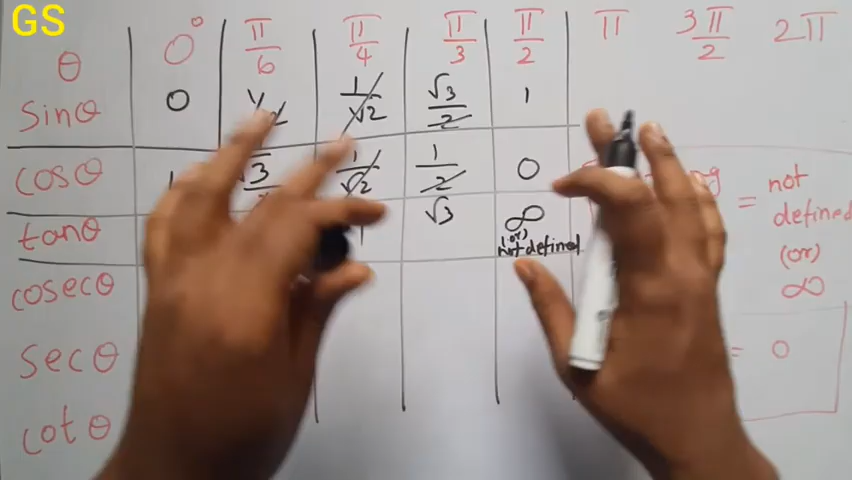 GS
θ 0° π/6 π/4 π/3 π/2 π 3π/2 2π
sinθ 0 1/√2 √3/2 1
cosθ √3 1/√2 1/2 0
tanθ √3 ∞
(or)
not defined
= not
defined
(or)
∞
cosecθ
secθ = 0
cotθ